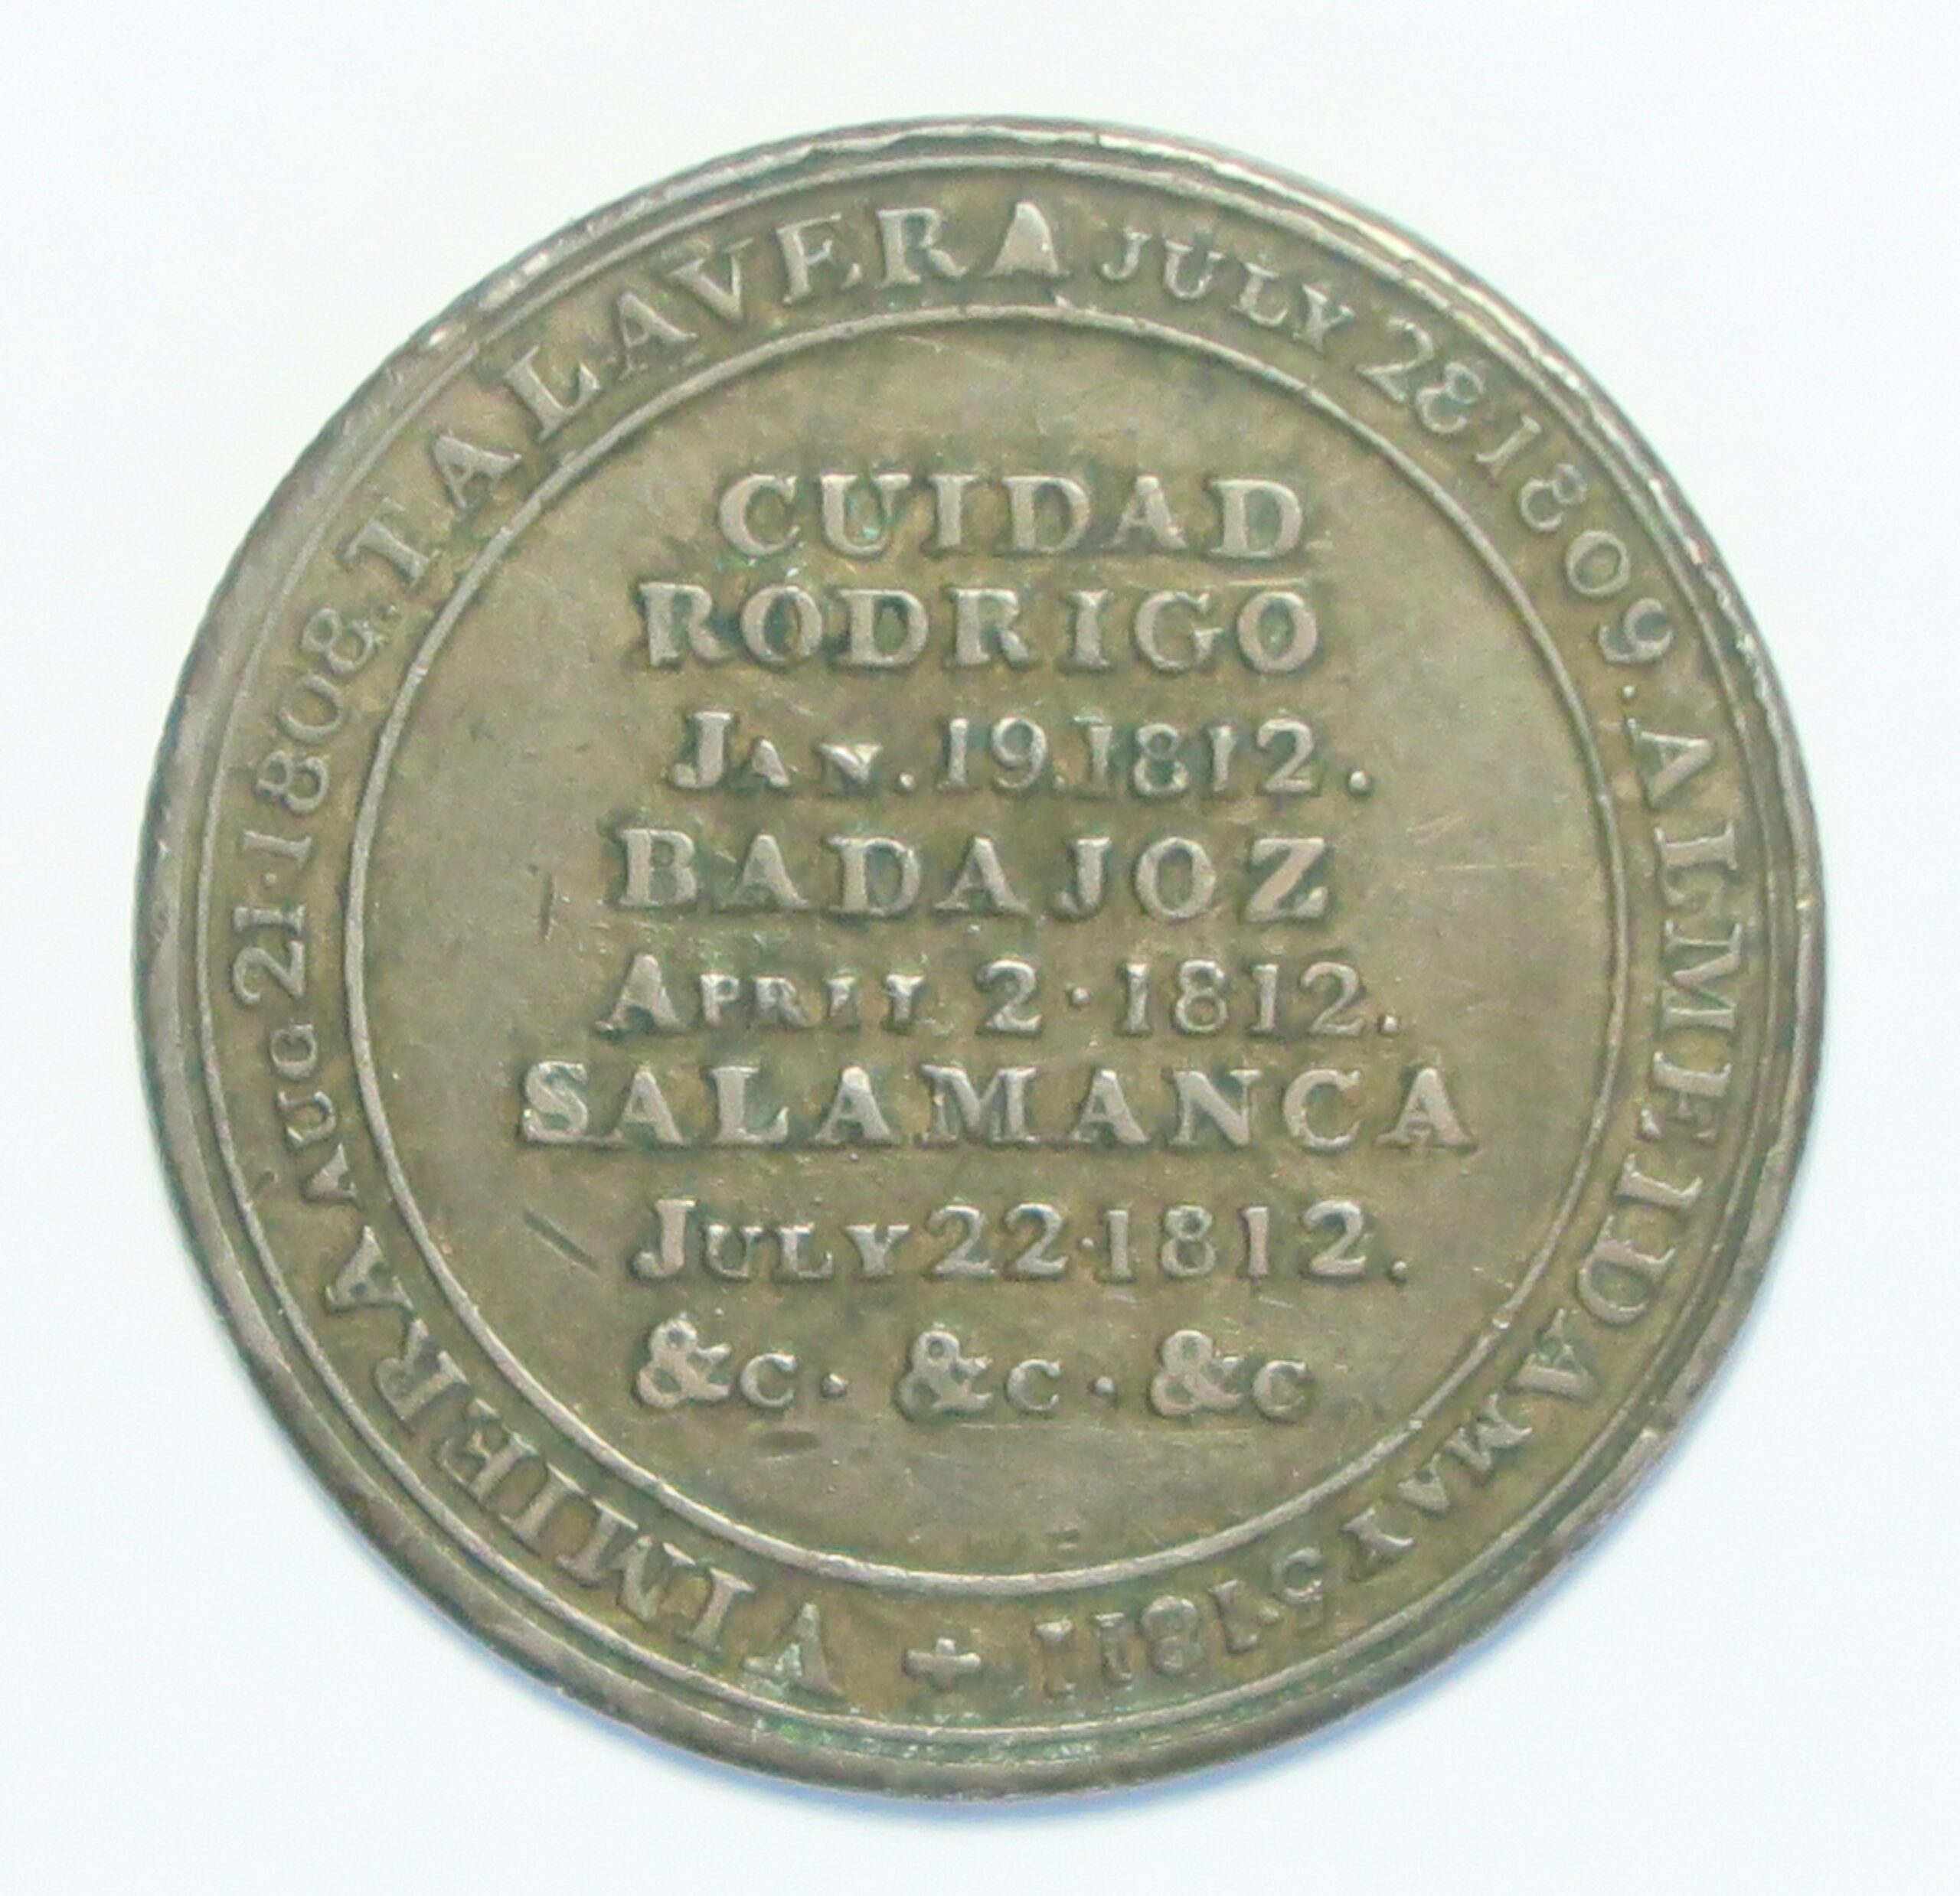 VIMIERA AUG 21·1808. TALAVERA JULY 28 1809. ALMEIDA MAY 5·1811 +
CUIDAD
RODRIGO
JAN. 19.1812.
BADAJOZ
APRIL 2·1812.
SALAMANCA
JULY 22·1812.
&C. &C. &C